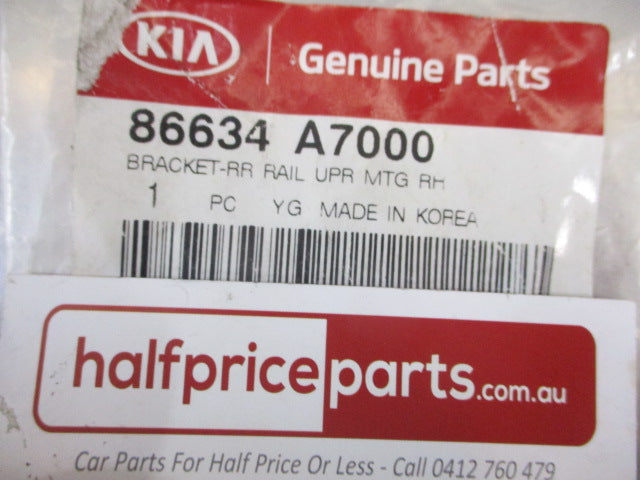 KIA Genuine Parts
86634 A7000
BRACKET-RR RAIL UPR MTG RH
1 PC YG MADE IN KOREA
halfpriceparts.com.au
Car Parts For Half Price Or Less - Call 0412 760 479